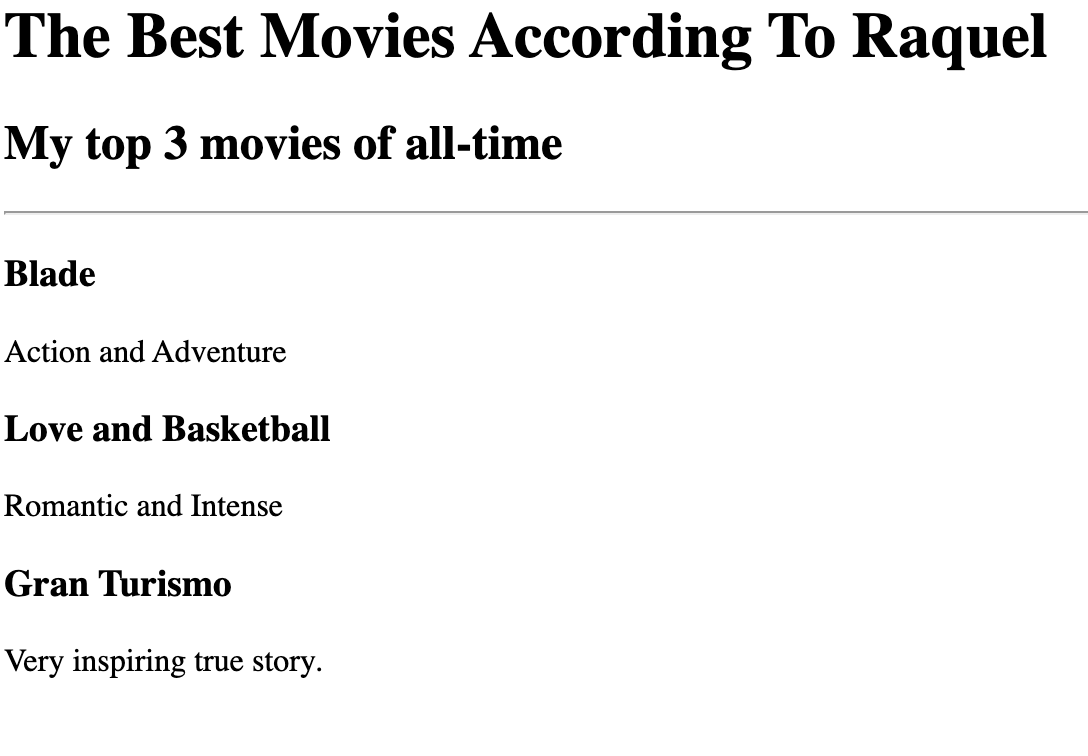 The Best Movies According To Raquel
My top 3 movies of all-time
Blade
Action and Adventure
Love and Basketball
Romantic and Intense
Gran Turismo
Very inspiring true story.